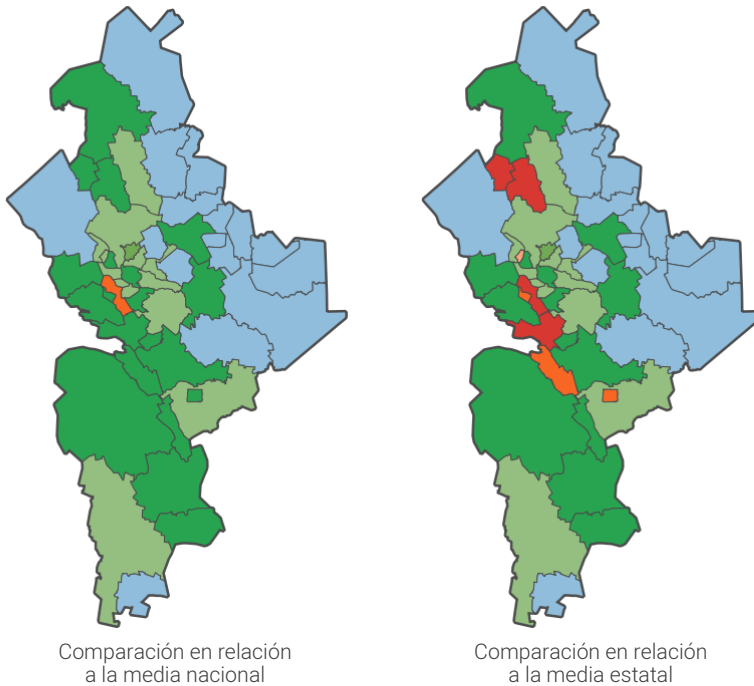 Comparación en relación
a la media nacional
Comparación en relación
a la media estatal